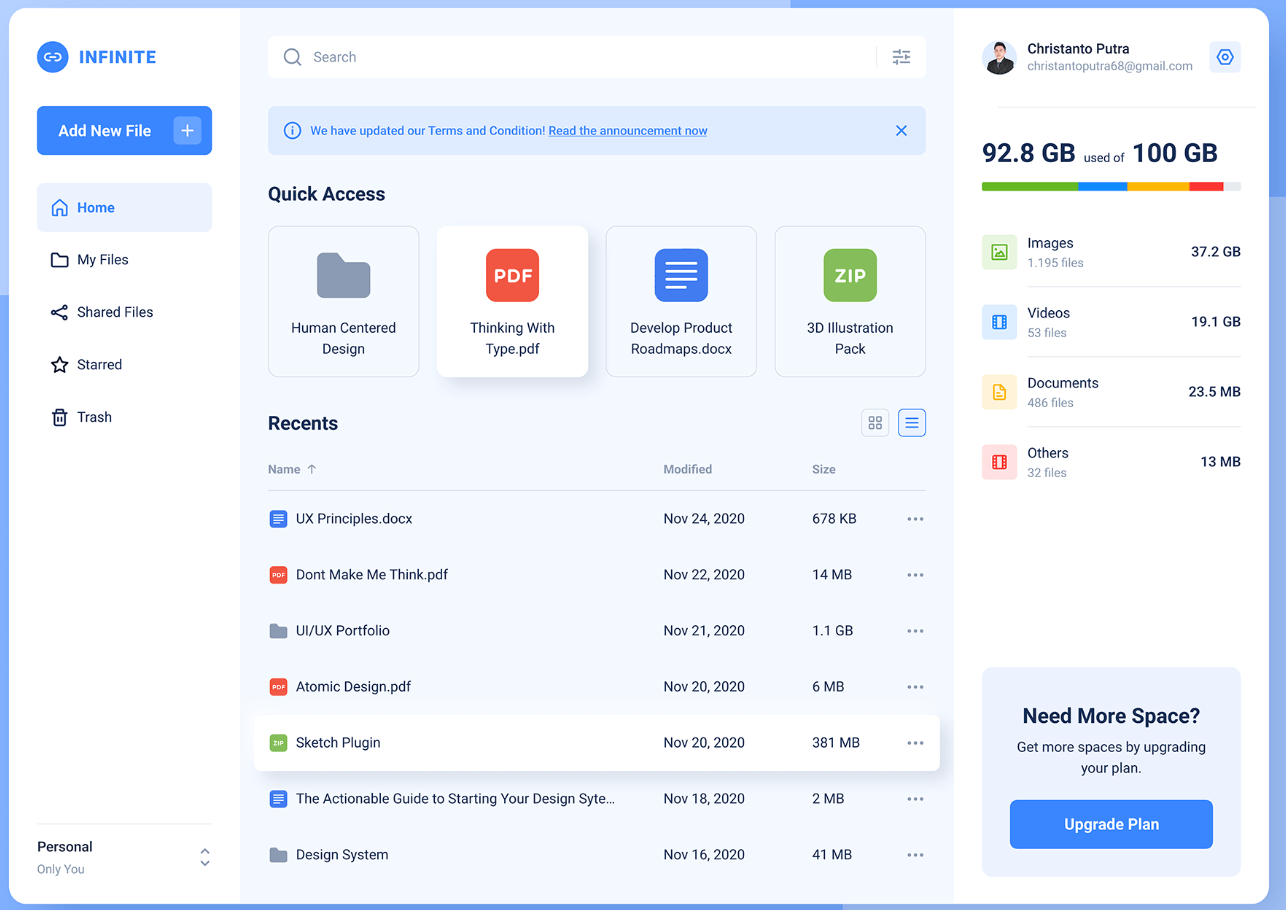 INFINITE
Add New File
Home
My Files
Shared Files
Starred
Trash
Personal
Only You
Search
We have updated our Terms and Condition! Read the announcement now
Quick Access
Human Centered
Design
PDF
Thinking With
Type.pdf
Develop Product
Roadmaps.docx
ZIP
3D Illustration
Pack
Recents
Name Modified Size
UX Principles.docx Nov 24, 2020 678 KB
PDF Dont Make Me Think.pdf Nov 22, 2020 14 MB
UI/UX Portfolio Nov 21, 2020 1.1 GB
PDF Atomic Design.pdf Nov 20, 2020 6 MB
ZIP Sketch Plugin Nov 20, 2020 381 MB
The Actionable Guide to Starting Your Design Syte... Nov 18, 2020 2 MB
Design System Nov 16, 2020 41 MB
Christanto Putra
christantoputra68@gmail.com
92.8 GB used of 100 GB
Images
1.195 files
37.2 GB
Videos
53 files
19.1 GB
Documents
486 files
23.5 MB
Others
32 files
13 MB
Need More Space?
Get more spaces by upgrading
your plan.
Upgrade Plan